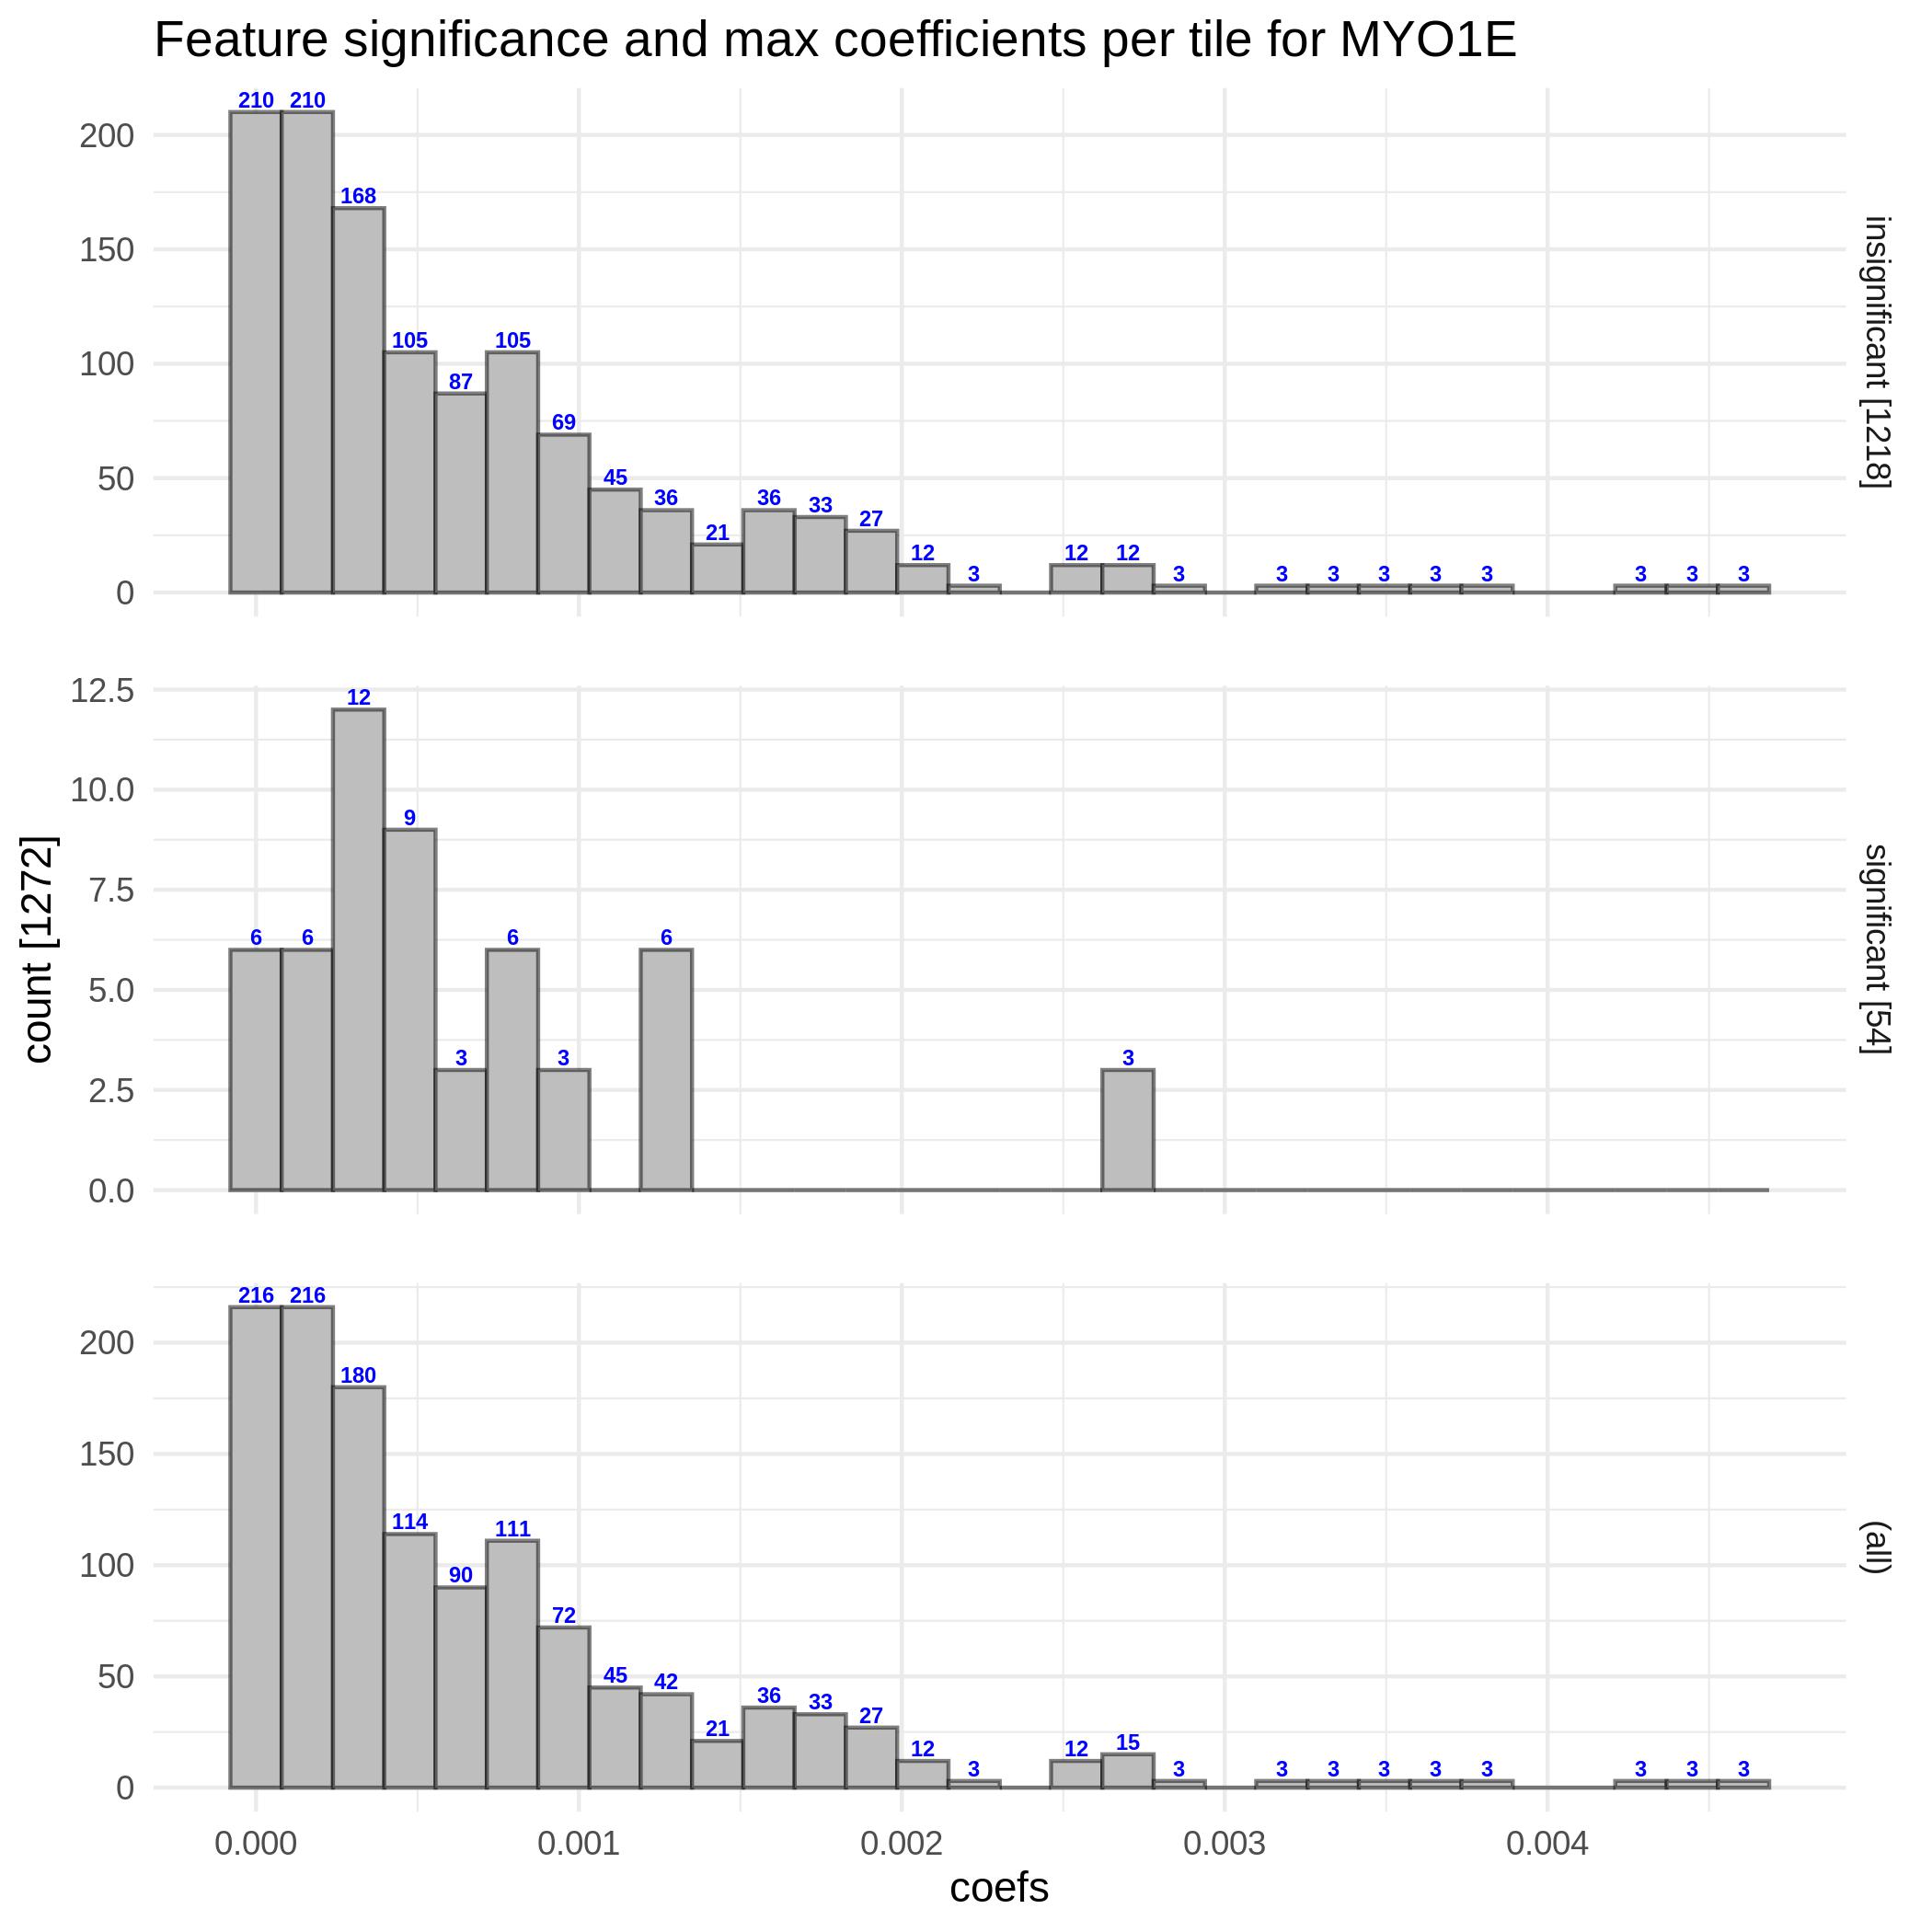 Feature significance and max coefficients per tile for MYO1E
210 210 168 105 87 105 69 45 36 21 36 33 27 12 3 12 12 3 3 3 3 3 3 3 3 3
200
150
100
50
0
insignificant [1218]
6 6 12 9 3 6 3 6 3
12.5
10.0
7.5
5.0
2.5
0.0
count [1272]
significant [54]
216 216 180 114 90 111 72 45 42 21 36 33 27 12 3 12 15 3 3 3 3 3 3 3 3 3
200
150
100
50
0
(all)
0.000 0.001 0.002 0.003 0.004
coefs